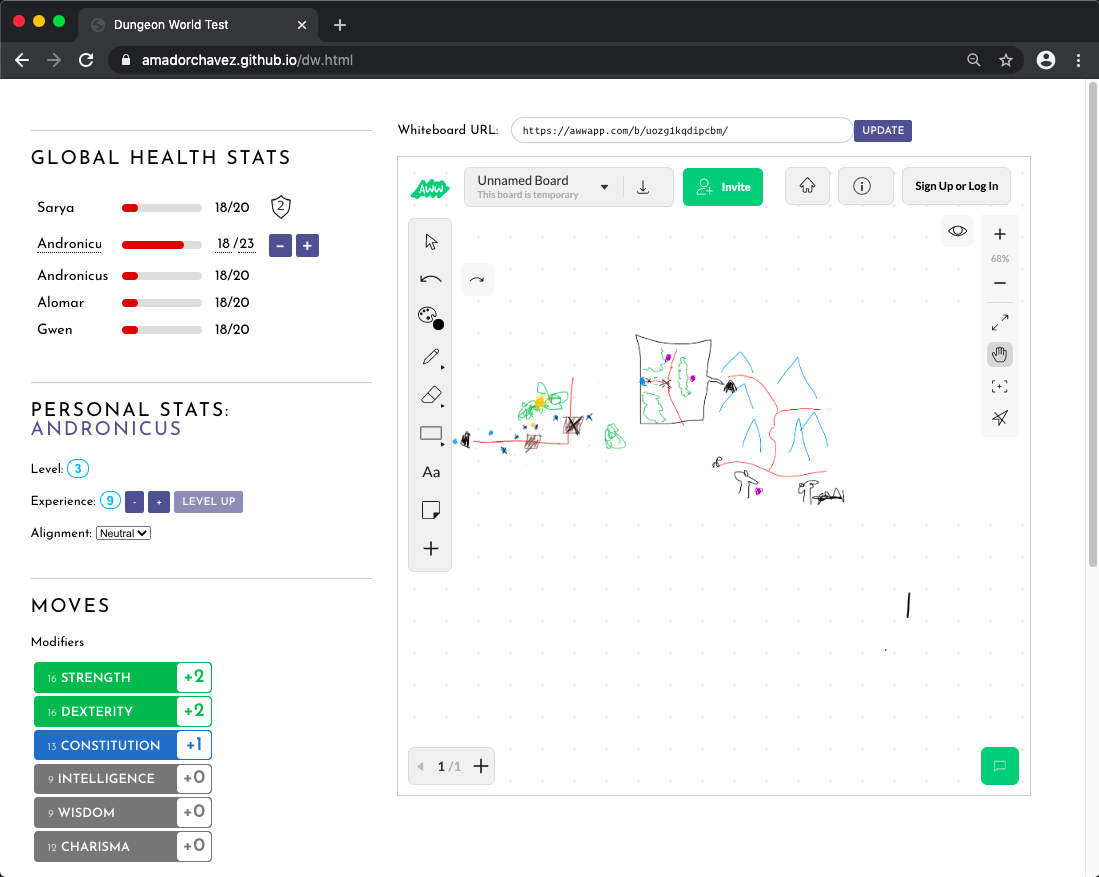 Dungeon World Test
amadorchavez.github.io/dw.html
GLOBAL HEALTH STATS
Sarya 18/20 2
Andronicu 18 /23 - +
Andronicus 18/20
Alomar 18/20
Gwen 18/20
PERSONAL STATS:
ANDRONICUS
Level: 3
Experience: 9 - + LEVEL UP
Alignment: Neutral
MOVES
Modifiers
16 STRENGTH +2
16 DEXTERITY +2
13 CONSTITUTION +1
9 INTELLIGENCE +0
9 WISDOM +0
12 CHARISMA +0
Whiteboard URL: https://awwapp.com/b/uozg1kqdipcbm/ UPDATE
AWW
Unnamed Board
This board is temporary
Invite
Sign Up or Log In
68%
Aa
1 /1